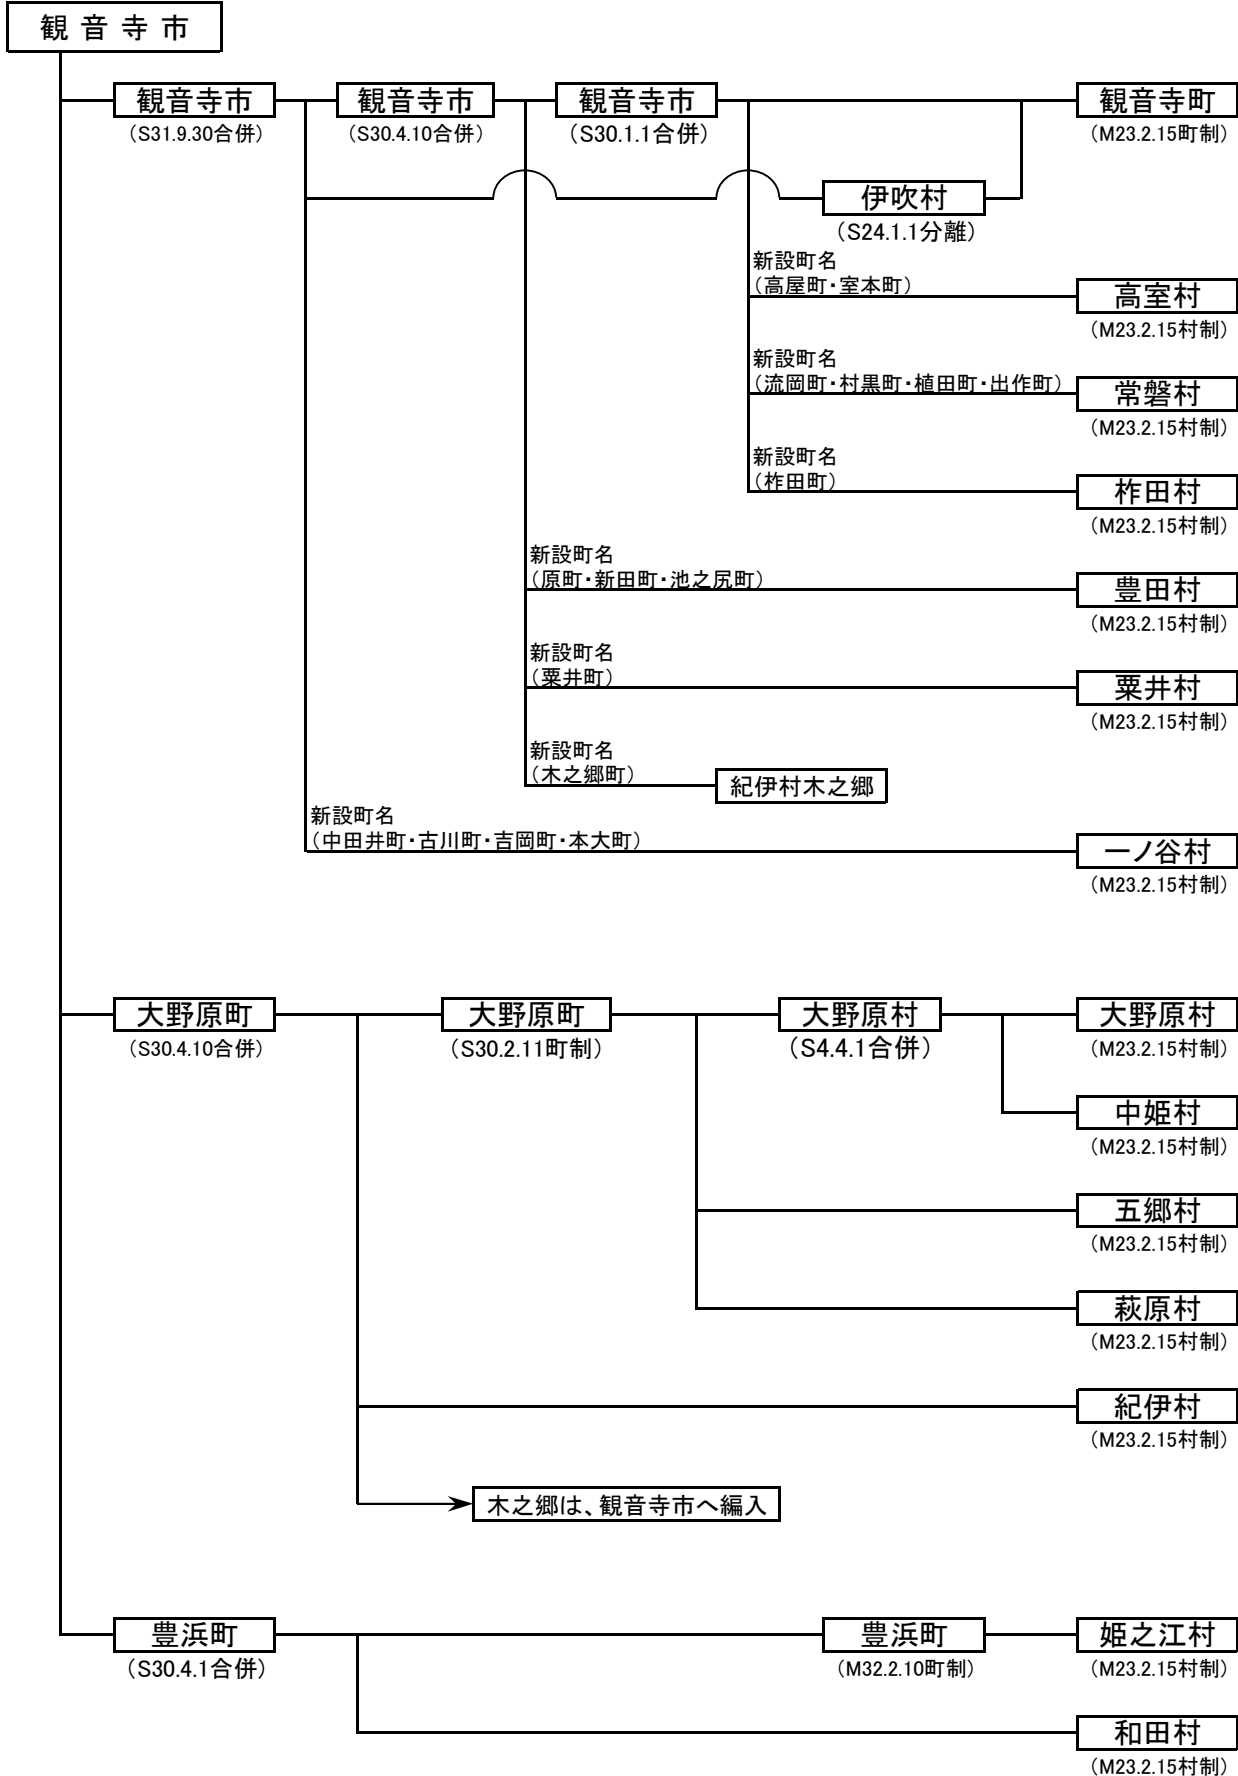 観音寺市
観音寺市
観音寺市
観音寺市
観音寺町
（S31.9.30合併）
（S30.4.10合併）
（S30.1.1合併）
（M23.2.15町制）
伊吹村
（S24.1.1分離）
新設町名
（高屋町・室本町）
高室村
（M23.2.15村制）
新設町名
（流岡町・村黒町・植田町・出作町）
常磐村
（M23.2.15村制）
新設町名
（柞田町）
柞田村
（M23.2.15村制）
新設町名
（原町・新田町・池之尻町）
豊田村
（M23.2.15村制）
新設町名
（粟井町）
粟井村
（M23.2.15村制）
新設町名
（木之郷町）
紀伊村木之郷
新設町名
（中田井町・古川町・吉岡町・本大町）
一ノ谷村
（M23.2.15村制）
大野原町
大野原町
大野原村
大野原村
（S30.4.10合併）
（S30.2.11町制）
（S4.4.1合併）
（M23.2.15村制）
中姫村
（M23.2.15村制）
五郷村
（M23.2.15村制）
萩原村
（M23.2.15村制）
紀伊村
（M23.2.15村制）
木之郷は、観音寺市へ編入
豊浜町
豊浜町
姫之江村
（S30.4.1合併）
（M32.2.10町制）
（M23.2.15村制）
和田村
（M23.2.15村制）